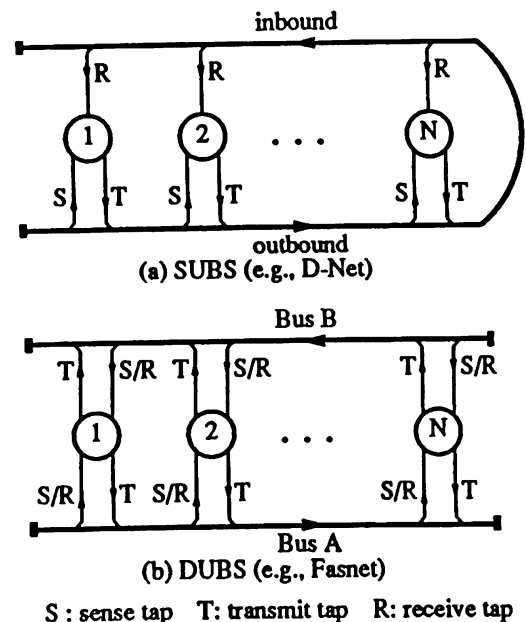 inbound
R R R
1 2 . . . N
S T S T S T
outbound
(a) SUBS (e.g., D-Net)
Bus B
T S/R T S/R T S/R
1 2 . . . N
S/R T S/R T S/R T
Bus A
(b) DUBS (e.g., Fasnet)
S : sense tap T: transmit tap R: receive tap